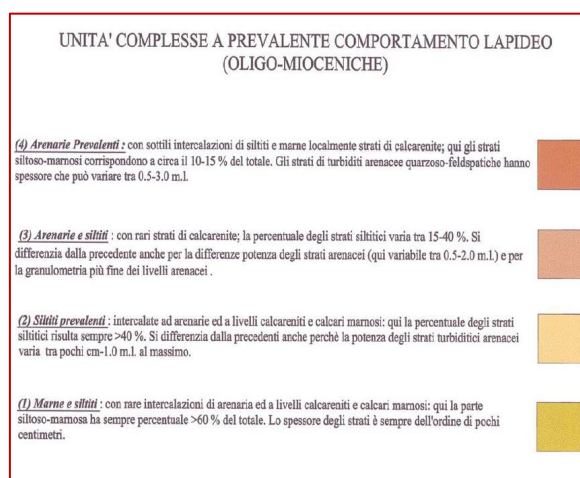 UNITA' COMPLESSE A PREVALENTE COMPORTAMENTO LAPIDEO
(OLIGO-MIOCENICHE)
(4) Arenarie Prevalenti : con sottili intercalazioni di siltiti e marne localmente strati di calcarenite; qui gli strati
siltoso-marnosi corrispondono a circa il 10-15 % del totale. Gli strati di turbiditi arenacee quarzoso-feldspatiche hanno
spessore che può variare tra 0.5-3.0 m.l.
(3) Arenarie e siltiti : con rari strati di calcarenite; la percentuale degli strati siltitici varia tra 15-40 %. Si
differenzia dalla precedente anche per la differenze potenza degli strati arenacei (qui variabile tra 0.5-2.0 m.l.) e per
la granulometria più fine dei livelli arenacei .
(2) Siltiti prevalenti : intercalate ad arenarie ed a livelli calcareniti e calcari marnosi: qui la percentuale degli strati
siltitici risulta sempre >40 %. Si differenzia dalla precedenti anche perchè la potenza degli strati turbiditici arenacei
varia tra pochi cm-1.0 m.l. al massimo.
(1) Marne e siltiti : con rare intercalazioni di arenaria ed a livelli calcareniti e calcari marnosi: qui la parte
siltoso-marnosa ha sempre percentuale >60 % del totale. Lo spessore degli strati è sempre dell'ordine di pochi
centimetri.